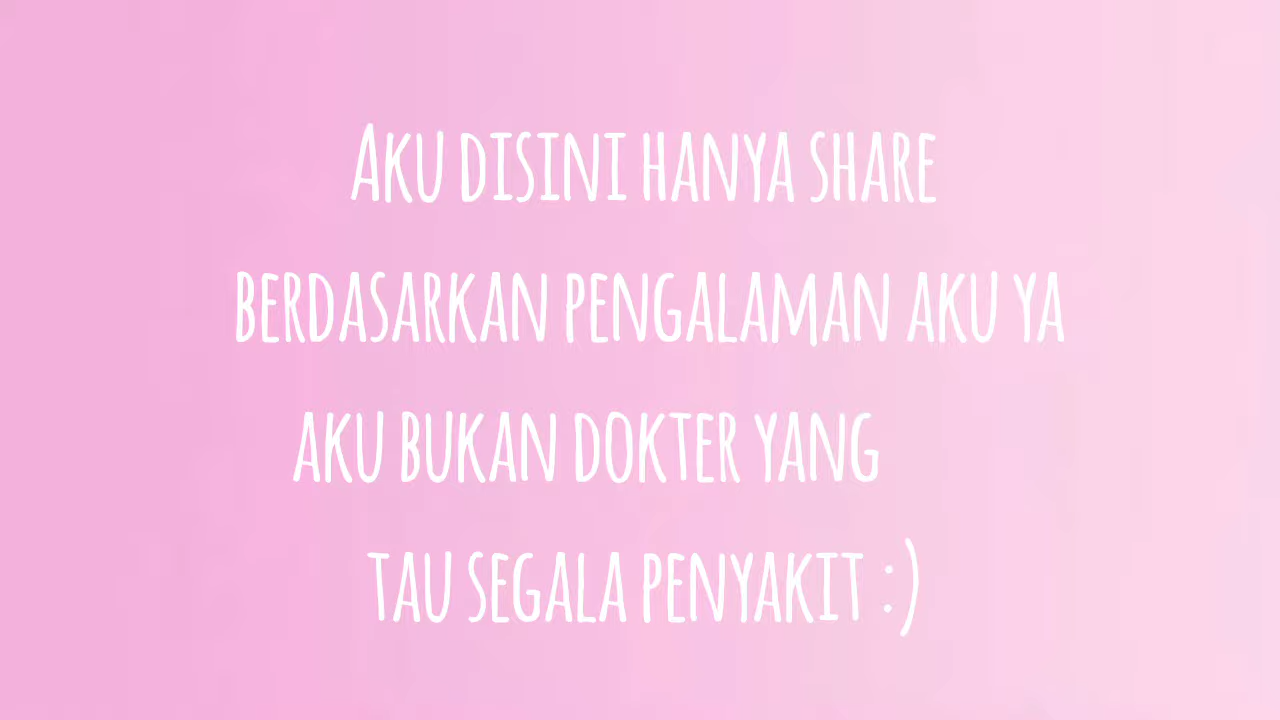 Aku disini hanya share
berdasarkan pengalaman aku ya
aku bukan dokter yang
tau segala penyakit :)